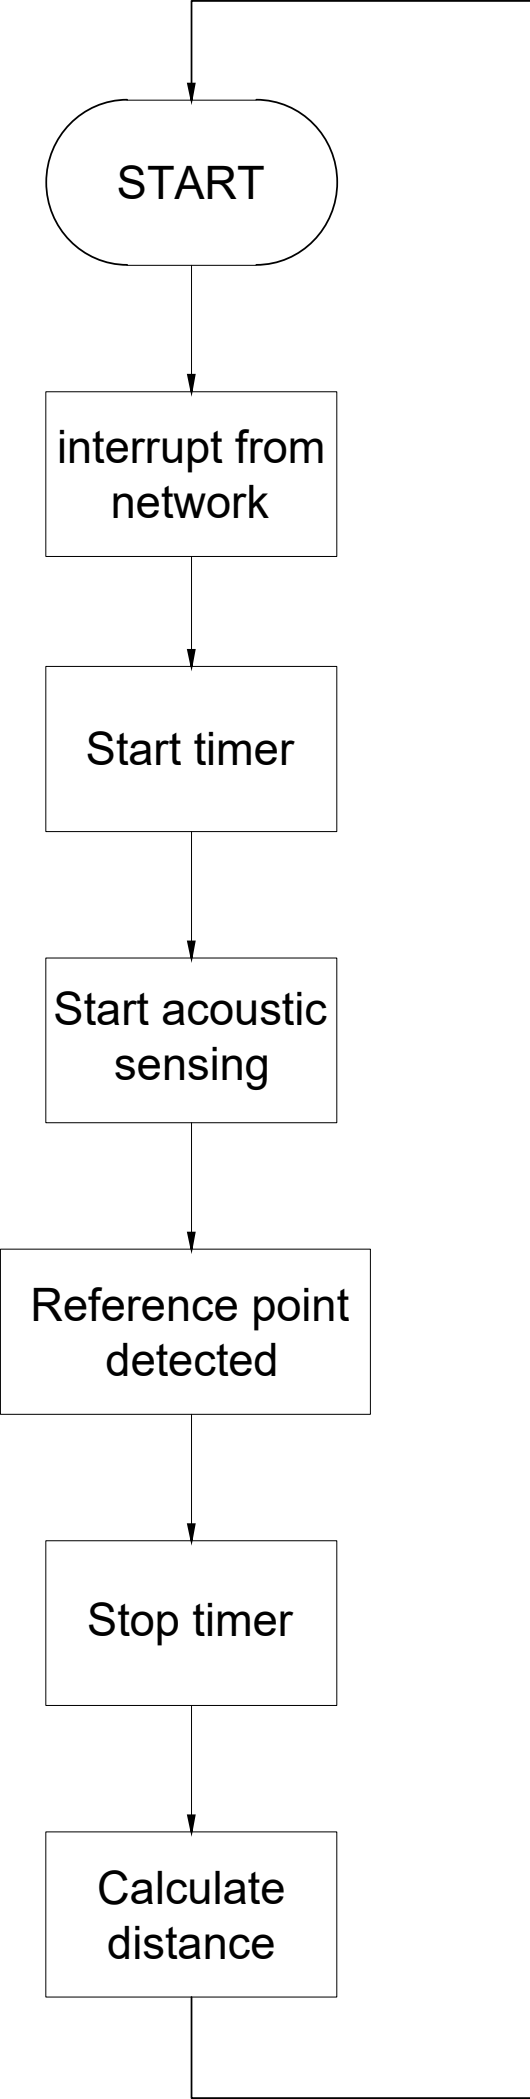 START
interrupt from
network
Start timer
Start acoustic
sensing
Reference point
detected
Stop timer
Calculate
distance